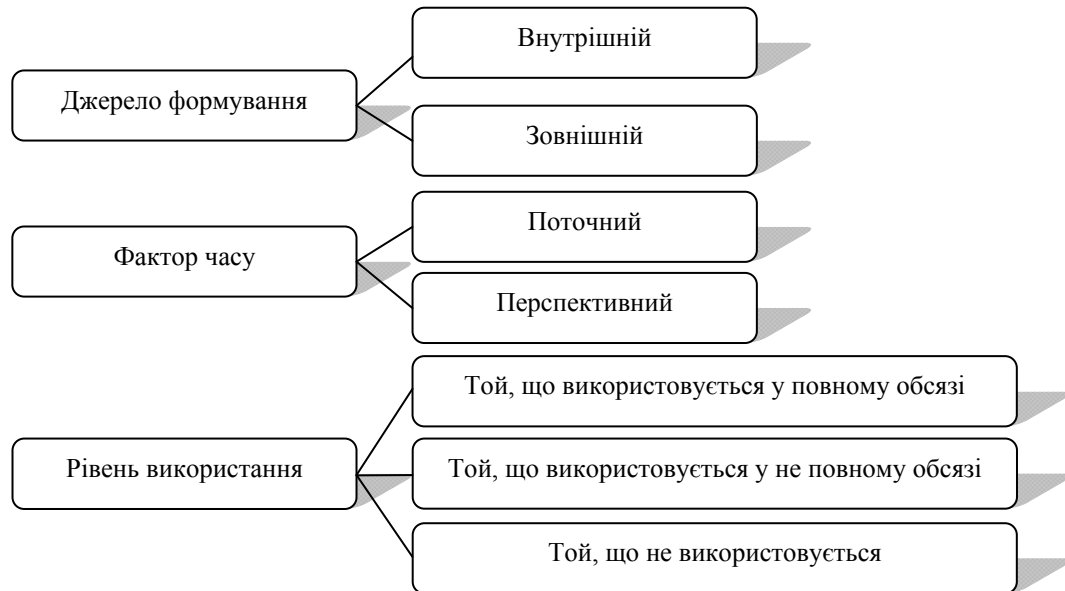 Джерело формування
Внутрішній
Зовнішній
Фактор часу
Поточний
Перспективний
Рівень використання
Той, що використовується у повному обсязі
Той, що використовується у не повному обсязі
Той, що не використовується